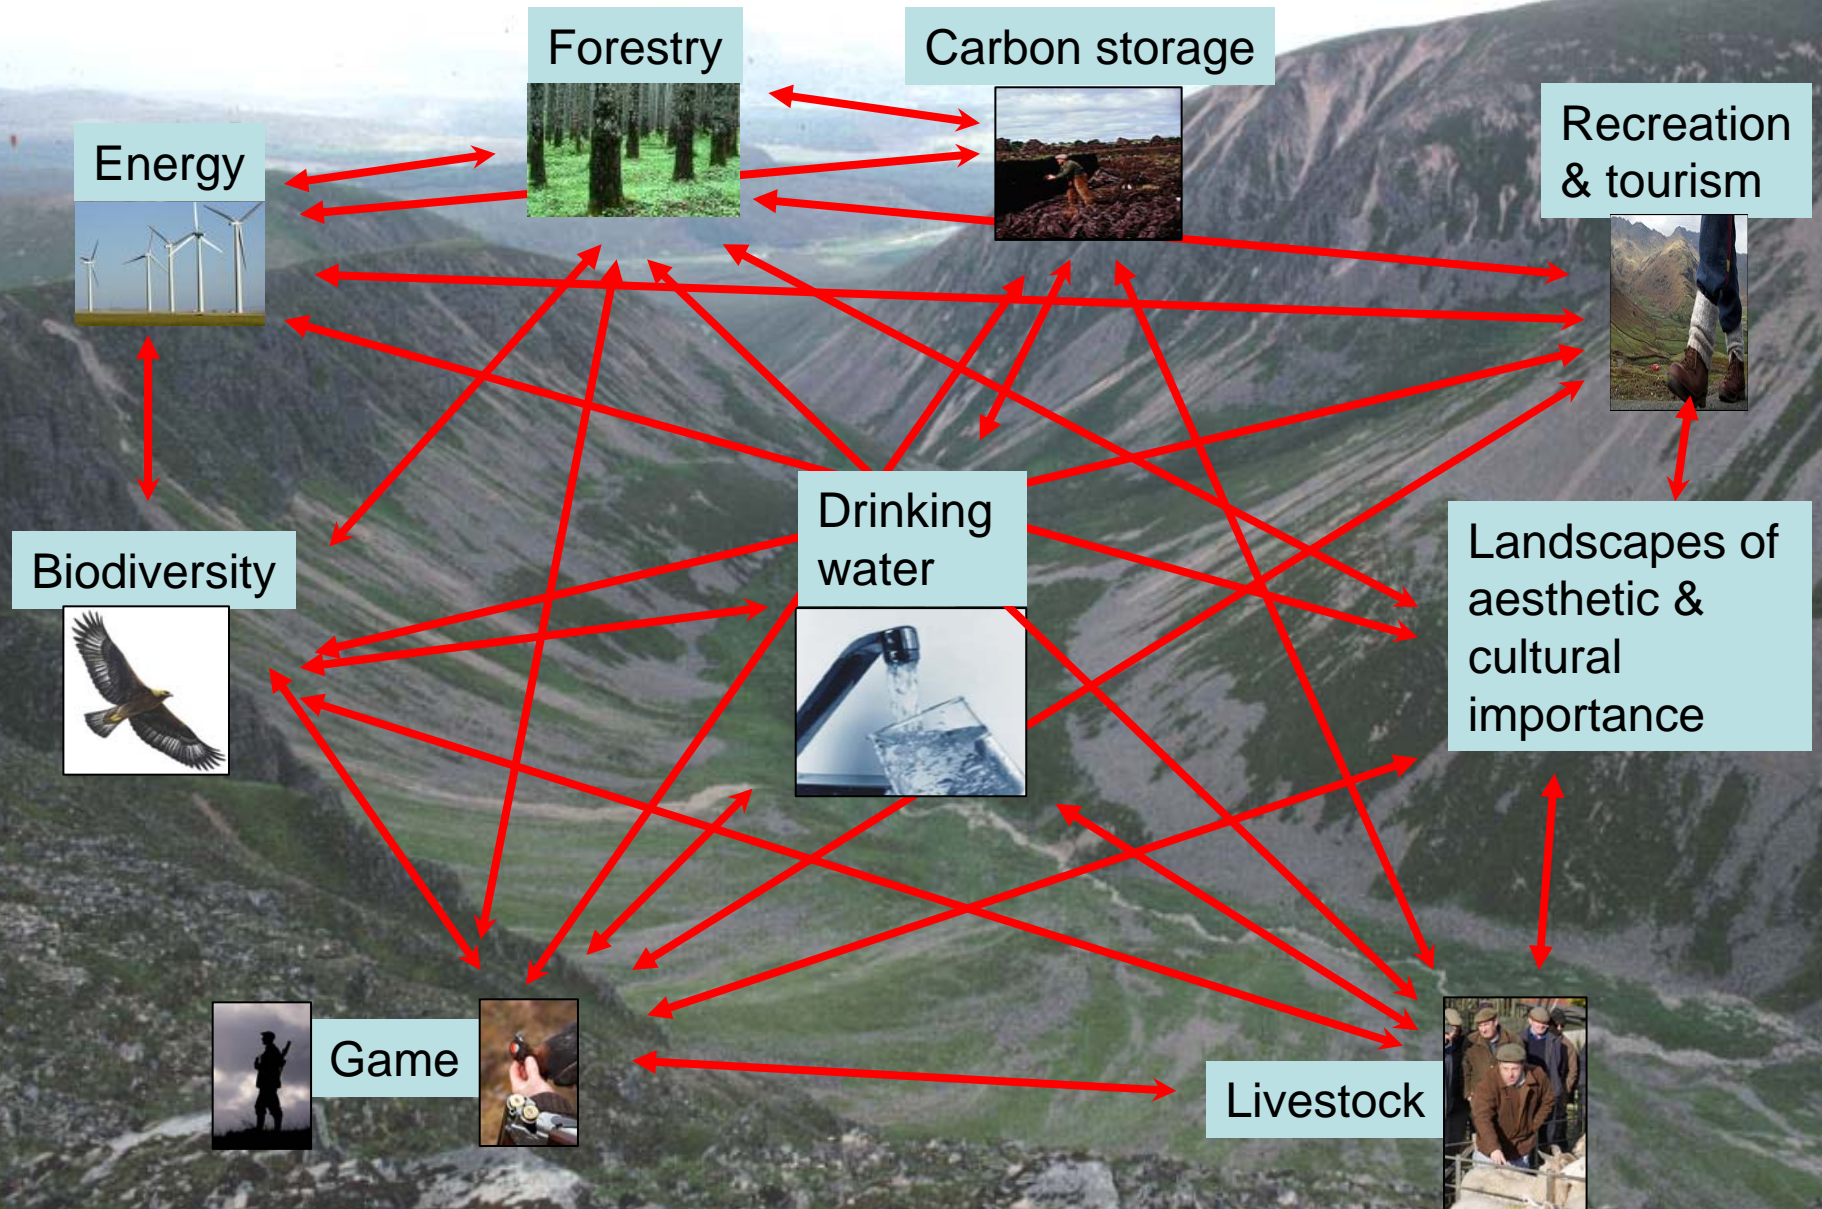 Forestry
Carbon storage
Recreation
& tourism
Energy
Drinking
water
Landscapes of
aesthetic &
cultural
importance
Biodiversity
Game
Livestock